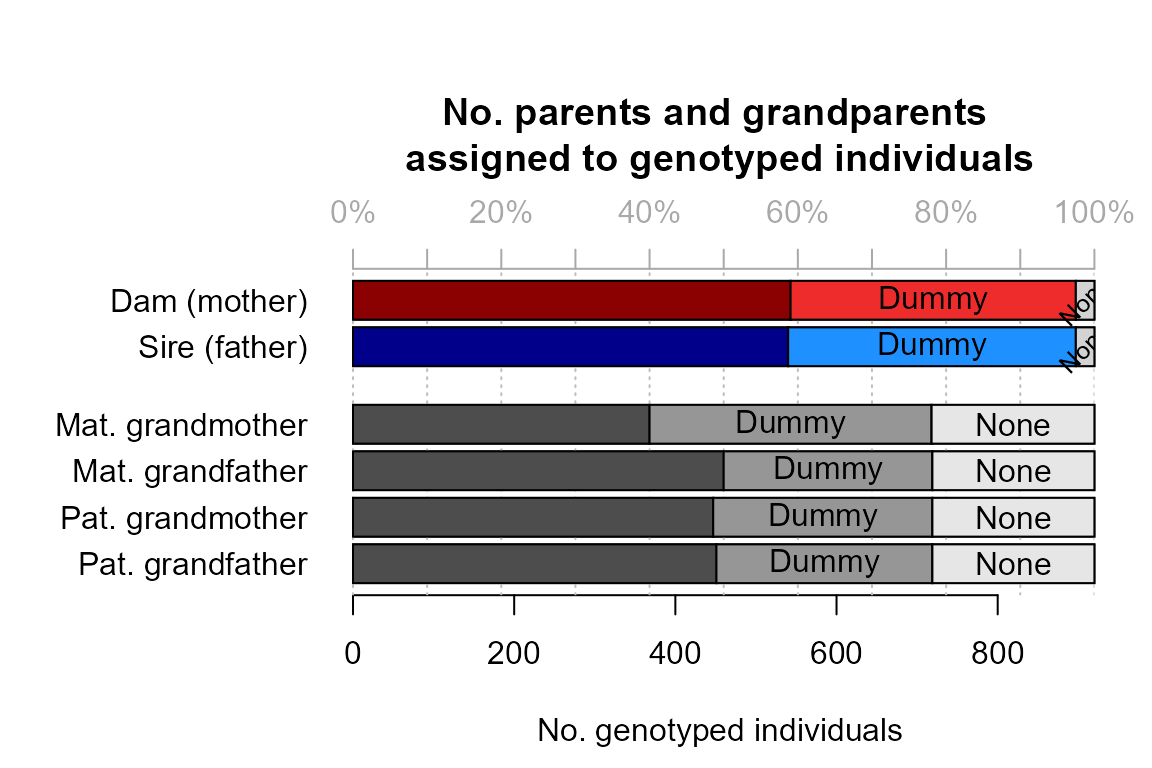 No. parents and grandparents
assigned to genotyped individuals
0% 20% 40% 60% 80% 100%
Dam (mother) Dummy
Sire (father) Dummy
Mat. grandmother Dummy None
Mat. grandfather Dummy None
Pat. grandmother Dummy None
Pat. grandfather Dummy None
0 200 400 600 800
No. genotyped individuals